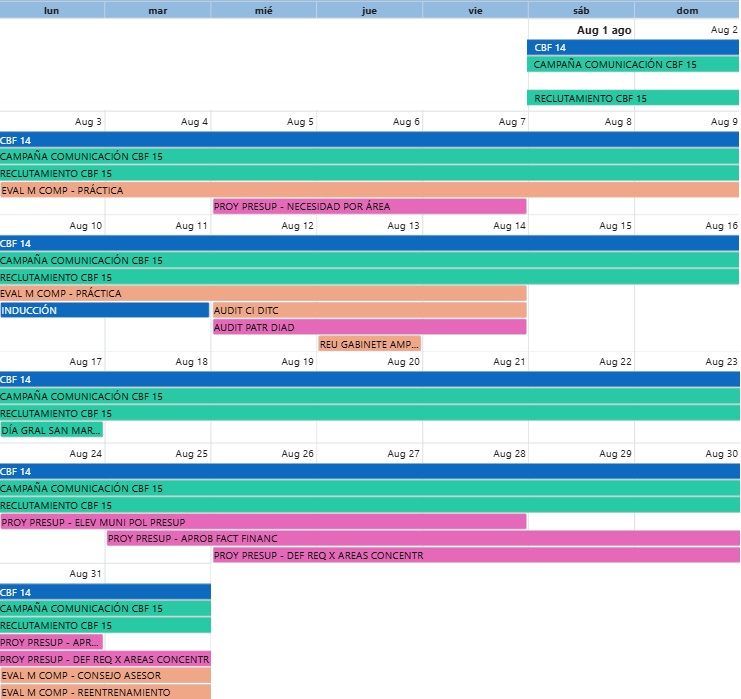 lun mar mié jue vie sáb dom
Aug 1 ago Aug 2
CBF 14
CAMPAÑA COMUNICACIÓN CBF 15
RECLUTAMIENTO CBF 15
Aug 3 Aug 4 Aug 5 Aug 6 Aug 7 Aug 8 Aug 9
CBF 14
CAMPAÑA COMUNICACIÓN CBF 15
RECLUTAMIENTO CBF 15
EVAL M COMP - PRÁCTICA
PROY PRESUP - NECESIDAD POR ÁREA
Aug 10 Aug 11 Aug 12 Aug 13 Aug 14 Aug 15 Aug 16
CBF 14
CAMPAÑA COMUNICACIÓN CBF 15
RECLUTAMIENTO CBF 15
EVAL M COMP - PRÁCTICA
INDUCCIÓN AUDIT CI DITC
AUDIT PATR DIAD
REU GABINETE AMP...
Aug 17 Aug 18 Aug 19 Aug 20 Aug 21 Aug 22 Aug 23
CBF 14
CAMPAÑA COMUNICACIÓN CBF 15
RECLUTAMIENTO CBF 15
DÍA GRAL SAN MAR...
Aug 24 Aug 25 Aug 26 Aug 27 Aug 28 Aug 29 Aug 30
CBF 14
CAMPAÑA COMUNICACIÓN CBF 15
RECLUTAMIENTO CBF 15
PROY PRESUP - ELEV MUNI POL PRESUP
PROY PRESUP - APROB FACT FINANC
PROY PRESUP - DEF REQ X AREAS CONCENTR
Aug 31
CBF 14
CAMPAÑA COMUNICACIÓN CBF 15
RECLUTAMIENTO CBF 15
PROY PRESUP - APR...
PROY PRESUP - DEF REQ X AREAS CONCENTR
EVAL M COMP - CONSEJO ASESOR
EVAL M COMP - REENTRENAMIENTO